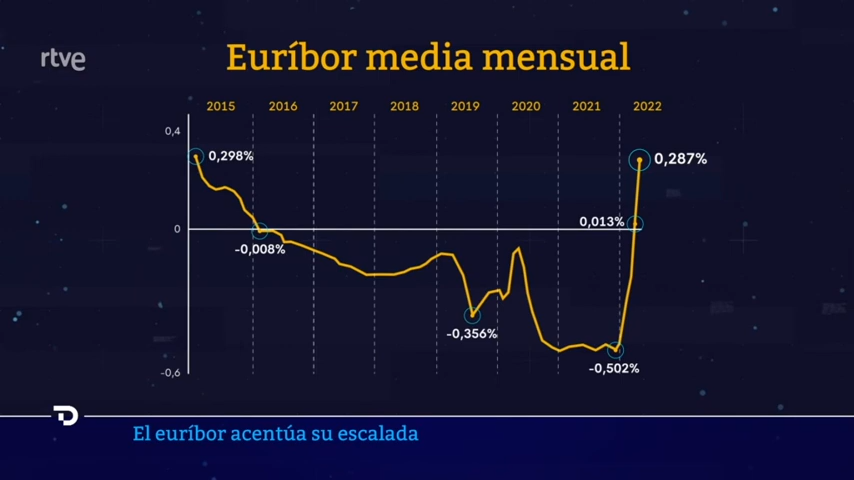 rtve
Euríbor media mensual
2015 2016 2017 2018 2019 2020 2021 2022
0,4
0,298%
0,287%
0
0,013%
-0,008%
-0,356%
-0,502%
-0,6
El euríbor acentúa su escalada